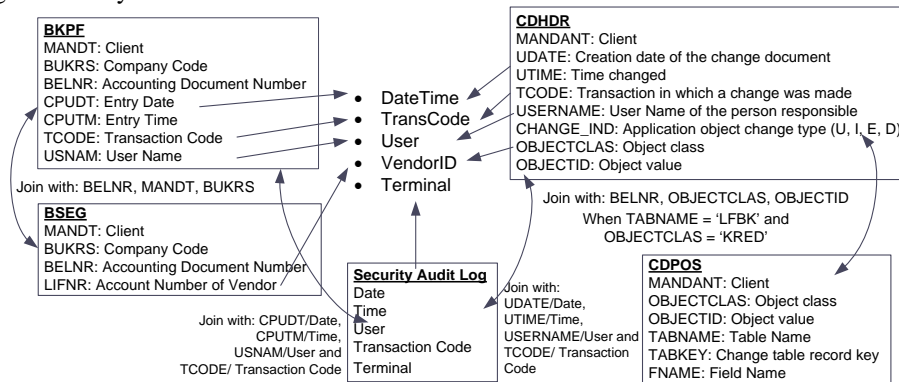 BKPF
MANDT: Client
BUKRS: Company Code
BELNR: Accounting Document Number
CPUDT: Entry Date
CPUTM: Entry Time
TCODE: Transaction Code
USNAM: User Name
Join with: BELNR, MANDT, BUKRS
BSEG
MANDT: Client
BUKRS: Company Code
BELNR: Accounting Document Number
LIFNR: Account Number of Vendor
• DateTime
• TransCode
• User
• VendorID
• Terminal
CDHDR
MANDANT: Client
UDATE: Creation date of the change document
UTIME: Time changed
TCODE: Transaction in which a change was made
USERNAME: User Name of the person responsible
CHANGE_IND: Application object change type (U, I, E, D)
OBJECTCLAS: Object class
OBJECTID: Object value
Join with: BELNR, OBJECTCLAS, OBJECTID
When TABNAME = ‘LFBK’ and
OBJECTCLAS = ‘KRED’
Join with: CPUDT/Date,
CPUTM/Time,
USNAM/User and
TCODE/ Transaction Code
Security Audit Log
Date
Time
User
Transaction Code
Terminal
Join with:
UDATE/Date,
UTIME/Time,
USERNAME/User and
TCODE/ Transaction
Code
CDPOS
MANDANT: Client
OBJECTCLAS: Object class
OBJECTID: Object value
TABNAME: Table Name
TABKEY: Change table record key
FNAME: Field Name